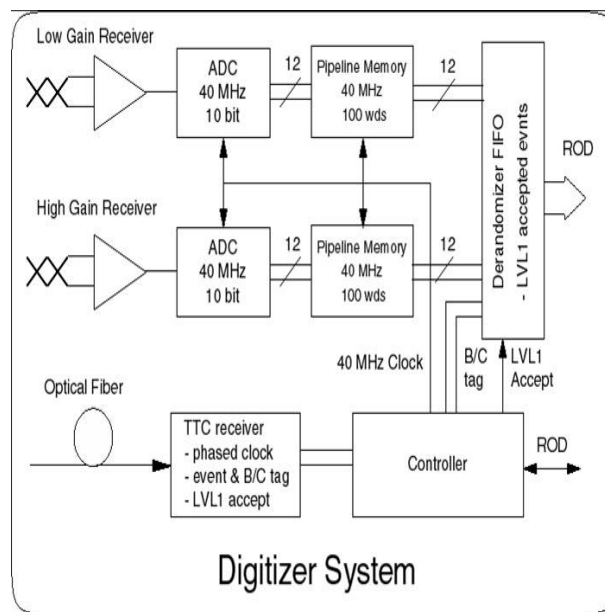 Low Gain Receiver
ADC
40 MHz
10 bit
12
Pipeline Memory
40 MHz
100 wds
12
Derandomizer FIFO
- LVL1 accepted evnts
ROD
High Gain Receiver
ADC
40 MHz
10 bit
12
Pipeline Memory
40 MHz
100 wds
12
40 MHz Clock
B/C
tag
LVL1
Accept
Optical Fiber
TTC receiver
- phased clock
- event & B/C tag
- LVL1 accept
Controller
ROD
Digitizer System